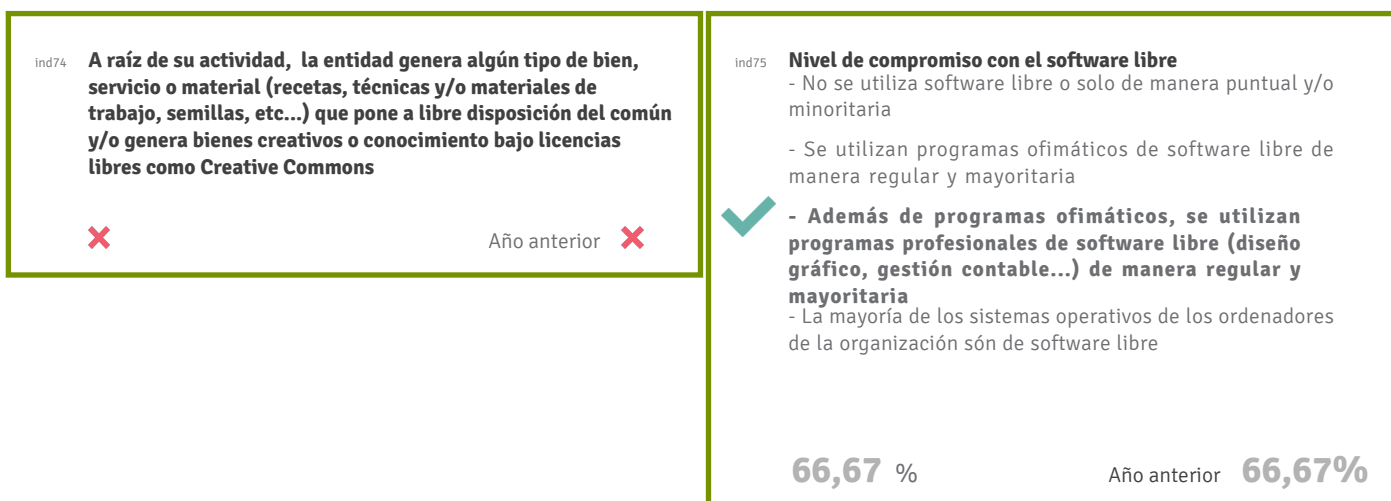 ind74 A raíz de su actividad, la entidad genera algún tipo de bien,
servicio o material (recetas, técnicas y/o materiales de
trabajo, semillas, etc...) que pone a libre disposición del común
y/o genera bienes creativos o conocimiento bajo licencias
libres como Creative Commons
Año anterior
ind75 Nivel de compromiso con el software libre
- No se utiliza software libre o solo de manera puntual y/o
minoritaria
- Se utilizan programas ofimáticos de software libre de
manera regular y mayoritaria
- Además de programas ofimáticos, se utilizan
programas profesionales de software libre (diseño
gráfico, gestión contable...) de manera regular y
mayoritaria
- La mayoría de los sistemas operativos de los ordenadores
de la organización són de software libre
66,67 % Año anterior 66,67%